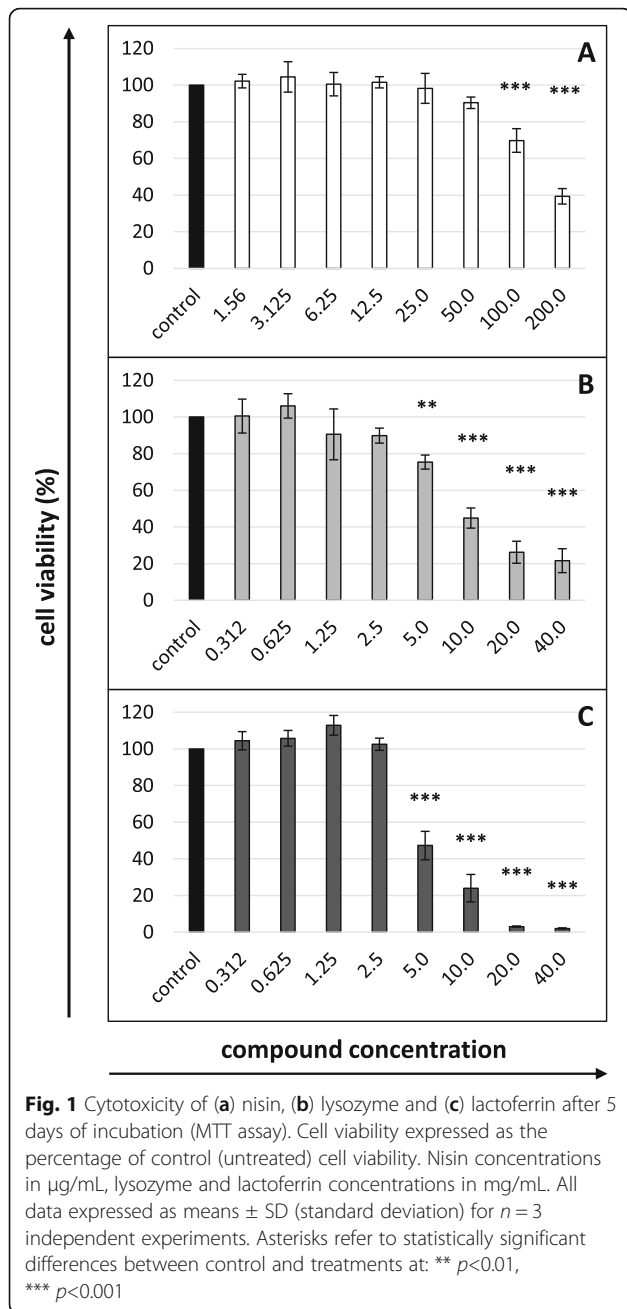 cell viability (%)
A
120
100
80
60
40
20
0
*** ***
control 1.56 3.125 6.25 12.5 25.0 50.0 100.0 200.0
B
120
100
80
60
40
20
0
** *** *** ***
control 0.312 0.625 1.25 2.5 5.0 10.0 20.0 40.0
C
120
100
80
60
40
20
0
*** *** *** ***
control 0.312 0.625 1.25 2.5 5.0 10.0 20.0 40.0
compound concentration
Fig. 1 Cytotoxicity of (a) nisin, (b) lysozyme and (c) lactoferrin after 5
days of incubation (MTT assay). Cell viability expressed as the
percentage of control (untreated) cell viability. Nisin concentrations
in μg/mL, lysozyme and lactoferrin concentrations in mg/mL. All
data expressed as means ± SD (standard deviation) for n = 3
independent experiments. Asterisks refer to statistically significant
differences between control and treatments at: ** p<0.01,
*** p<0.001